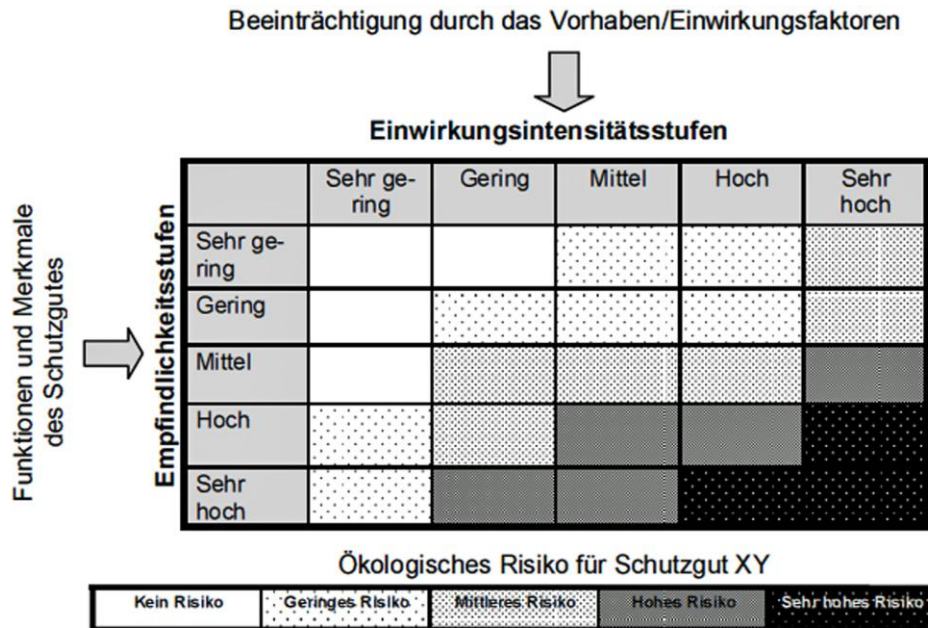 Beeinträchtigung durch das Vorhaben/Einwirkungsfaktoren
Einwirkungsintensitätsstufen
Funktionen und Merkmale
des Schutzgutes
Empfindlichkeitsstufen
Sehr ge-
ring
Gering
Mittel
Hoch
Sehr
hoch
Sehr ge-
ring
Gering
Mittel
Hoch
Sehr
hoch
Ökologisches Risiko für Schutzgut XY
Kein Risiko
Geringes Risiko
Mittleres Risiko
Hohes Risiko
Sehr hohes Risiko